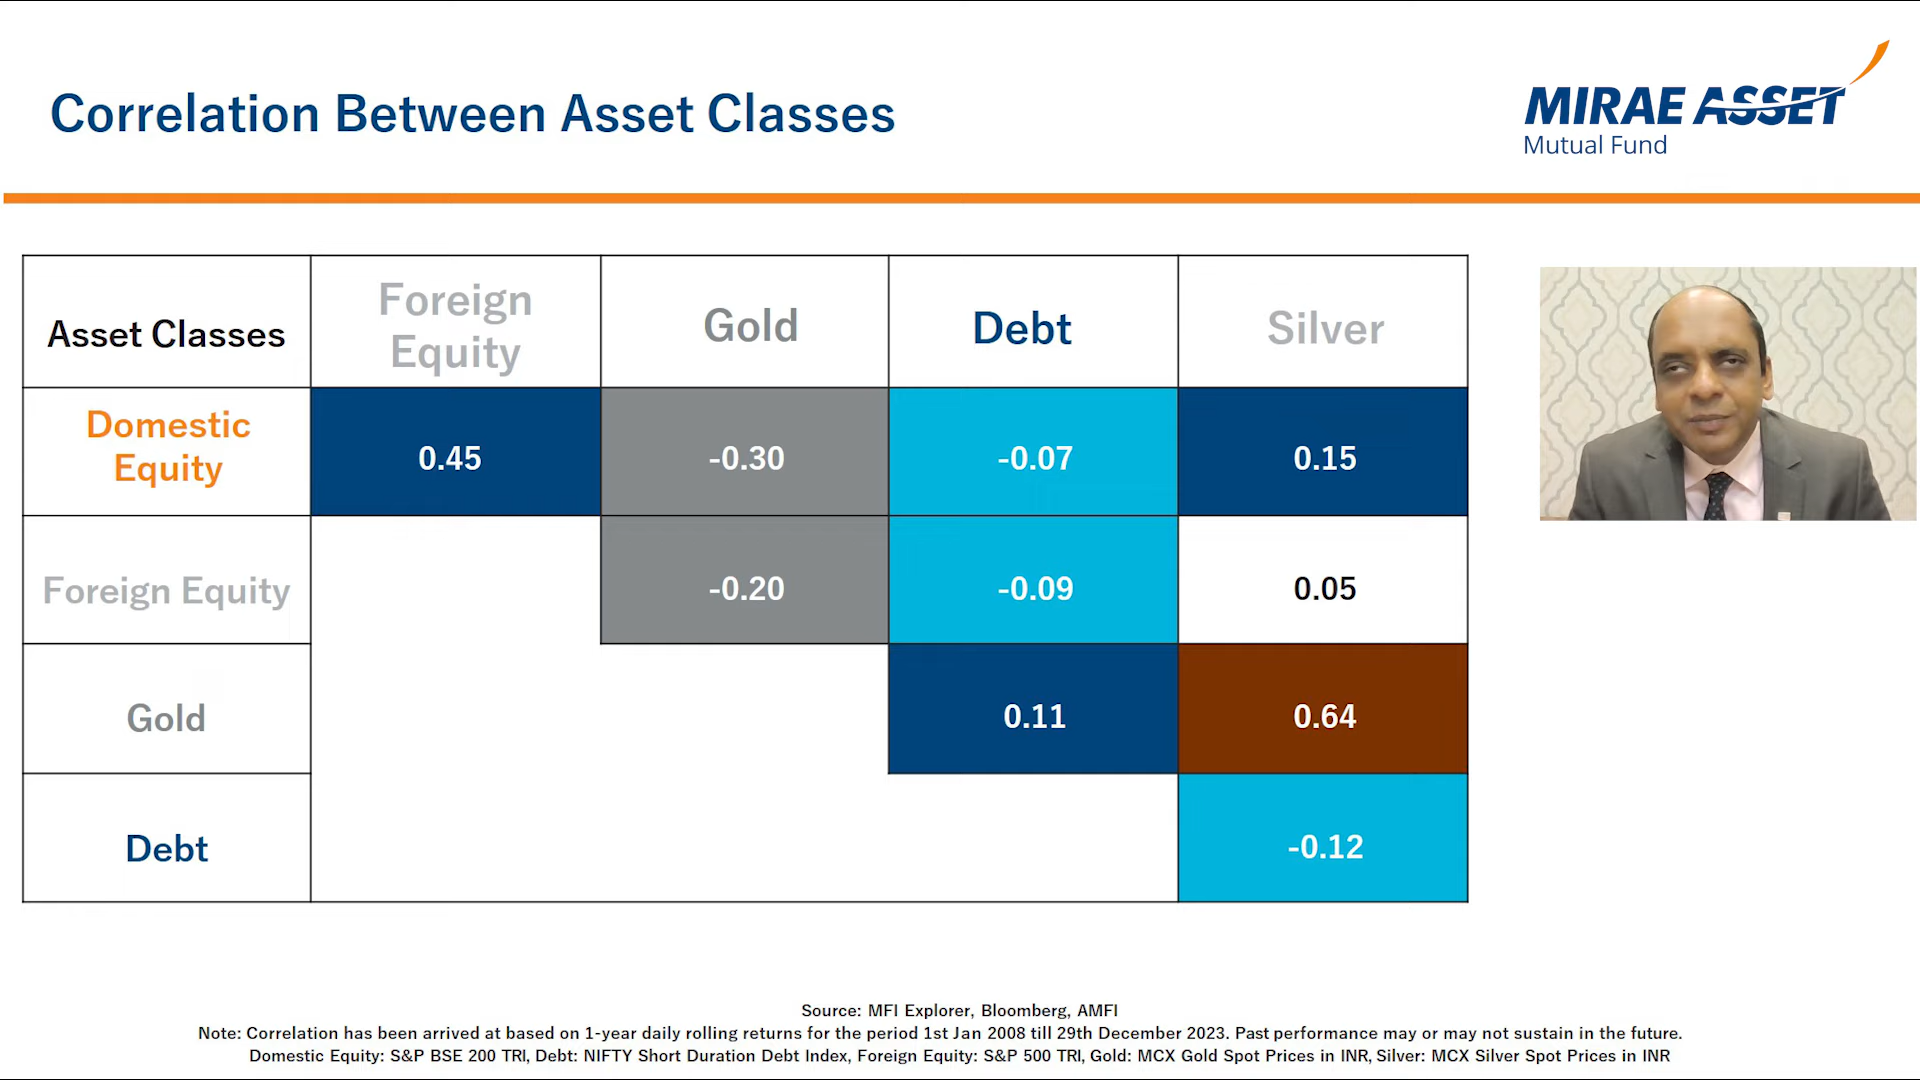 Correlation Between Asset Classes
MIRAE ASSET
Mutual Fund
Asset Classes
Foreign
Equity
Gold
Debt
Silver
Domestic
Equity
0.45
-0.30
-0.07
0.15
Foreign Equity
-0.20
-0.09
0.05
Gold
0.11
0.64
Debt
-0.12
Source: MFI Explorer, Bloomberg, AMFI
Note: Correlation has been arrived at based on 1-year daily rolling returns for the period 1st Jan 2008 till 29th December 2023. Past performance may or may not sustain in the future.
Domestic Equity: S&P BSE 200 TRI, Debt: NIFTY Short Duration Debt Index, Foreign Equity: S&P 500 TRI, Gold: MCX Gold Spot Prices in INR, Silver: MCX Silver Spot Prices in INR